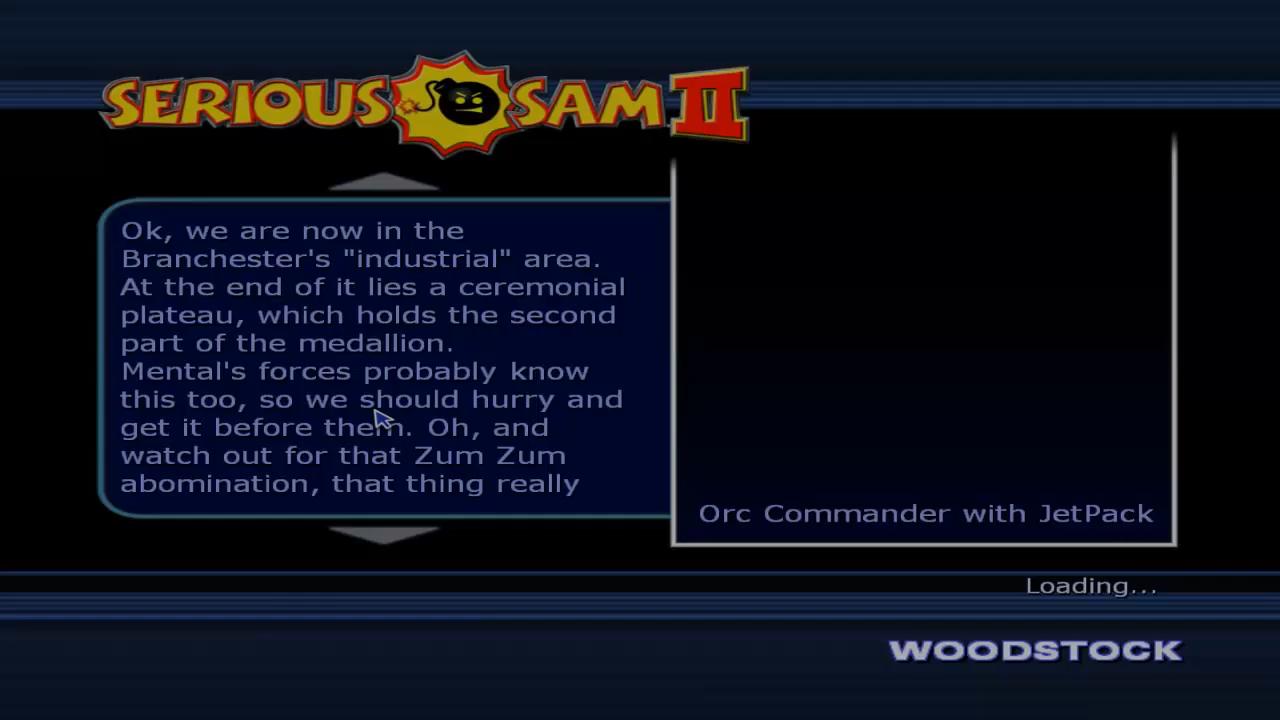 SERIOUS SAM II
Ok, we are now in the
Branchester's "industrial" area.
At the end of it lies a ceremonial
plateau, which holds the second
part of the medallion.
Mental's forces probably know
this too, so we should hurry and
get it before them. Oh, and
watch out for that Zum Zum
abomination, that thing really
Orc Commander with JetPack
Loading...
WOODSTOCK